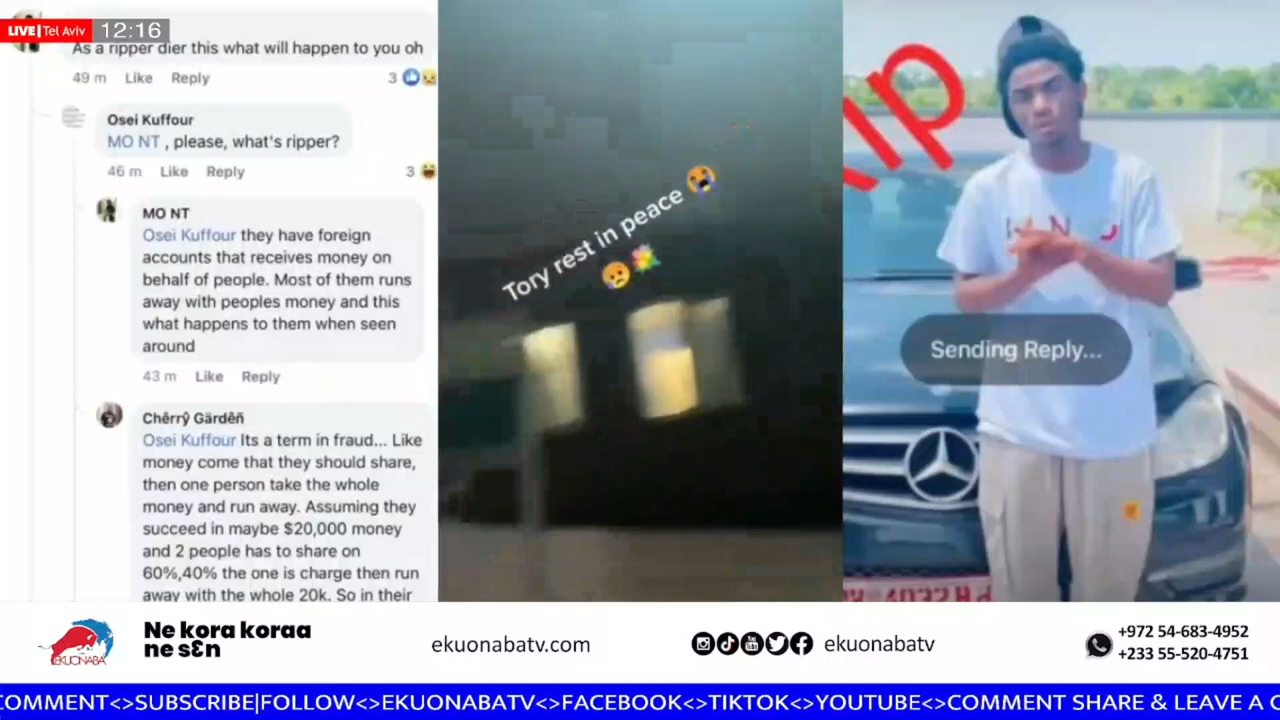 LIVE|Tel Aviv 12:16
As a ripper dier this what will happen to you oh
49 m Like Reply 3
Osei Kuffour
MO NT , please, what's ripper?
46 m Like Reply 3
MO NT
Osei Kuffour they have foreign
accounts that receives money on
behalf of people. Most of them runs
away with peoples money and this
what happens to them when seen
around
43 m Like Reply
Chêrrŷ Gärdêñ
Osei Kuffour Its a term in fraud... Like
money come that they should share,
then one person take the whole
money and run away. Assuming they
succeed in maybe $20,000 money
and 2 people has to share on
60%,40% the one is charge then run
away with the whole 20k. So in their
Tory rest in peace 😭
😥💐
Sending Reply...
EKUONABA
Ne kora koraa
ne sɛn
ekuonabatv.com
ekuonabatv
+972 54-683-4952
+233 55-520-4751
COMMENT<>SUBSCRIBE|FOLLOW<>EKUONABATV<>FACEBOOK<>TIKTOK<>YOUTUBE<>COMMENT SHARE & LEAVE A C